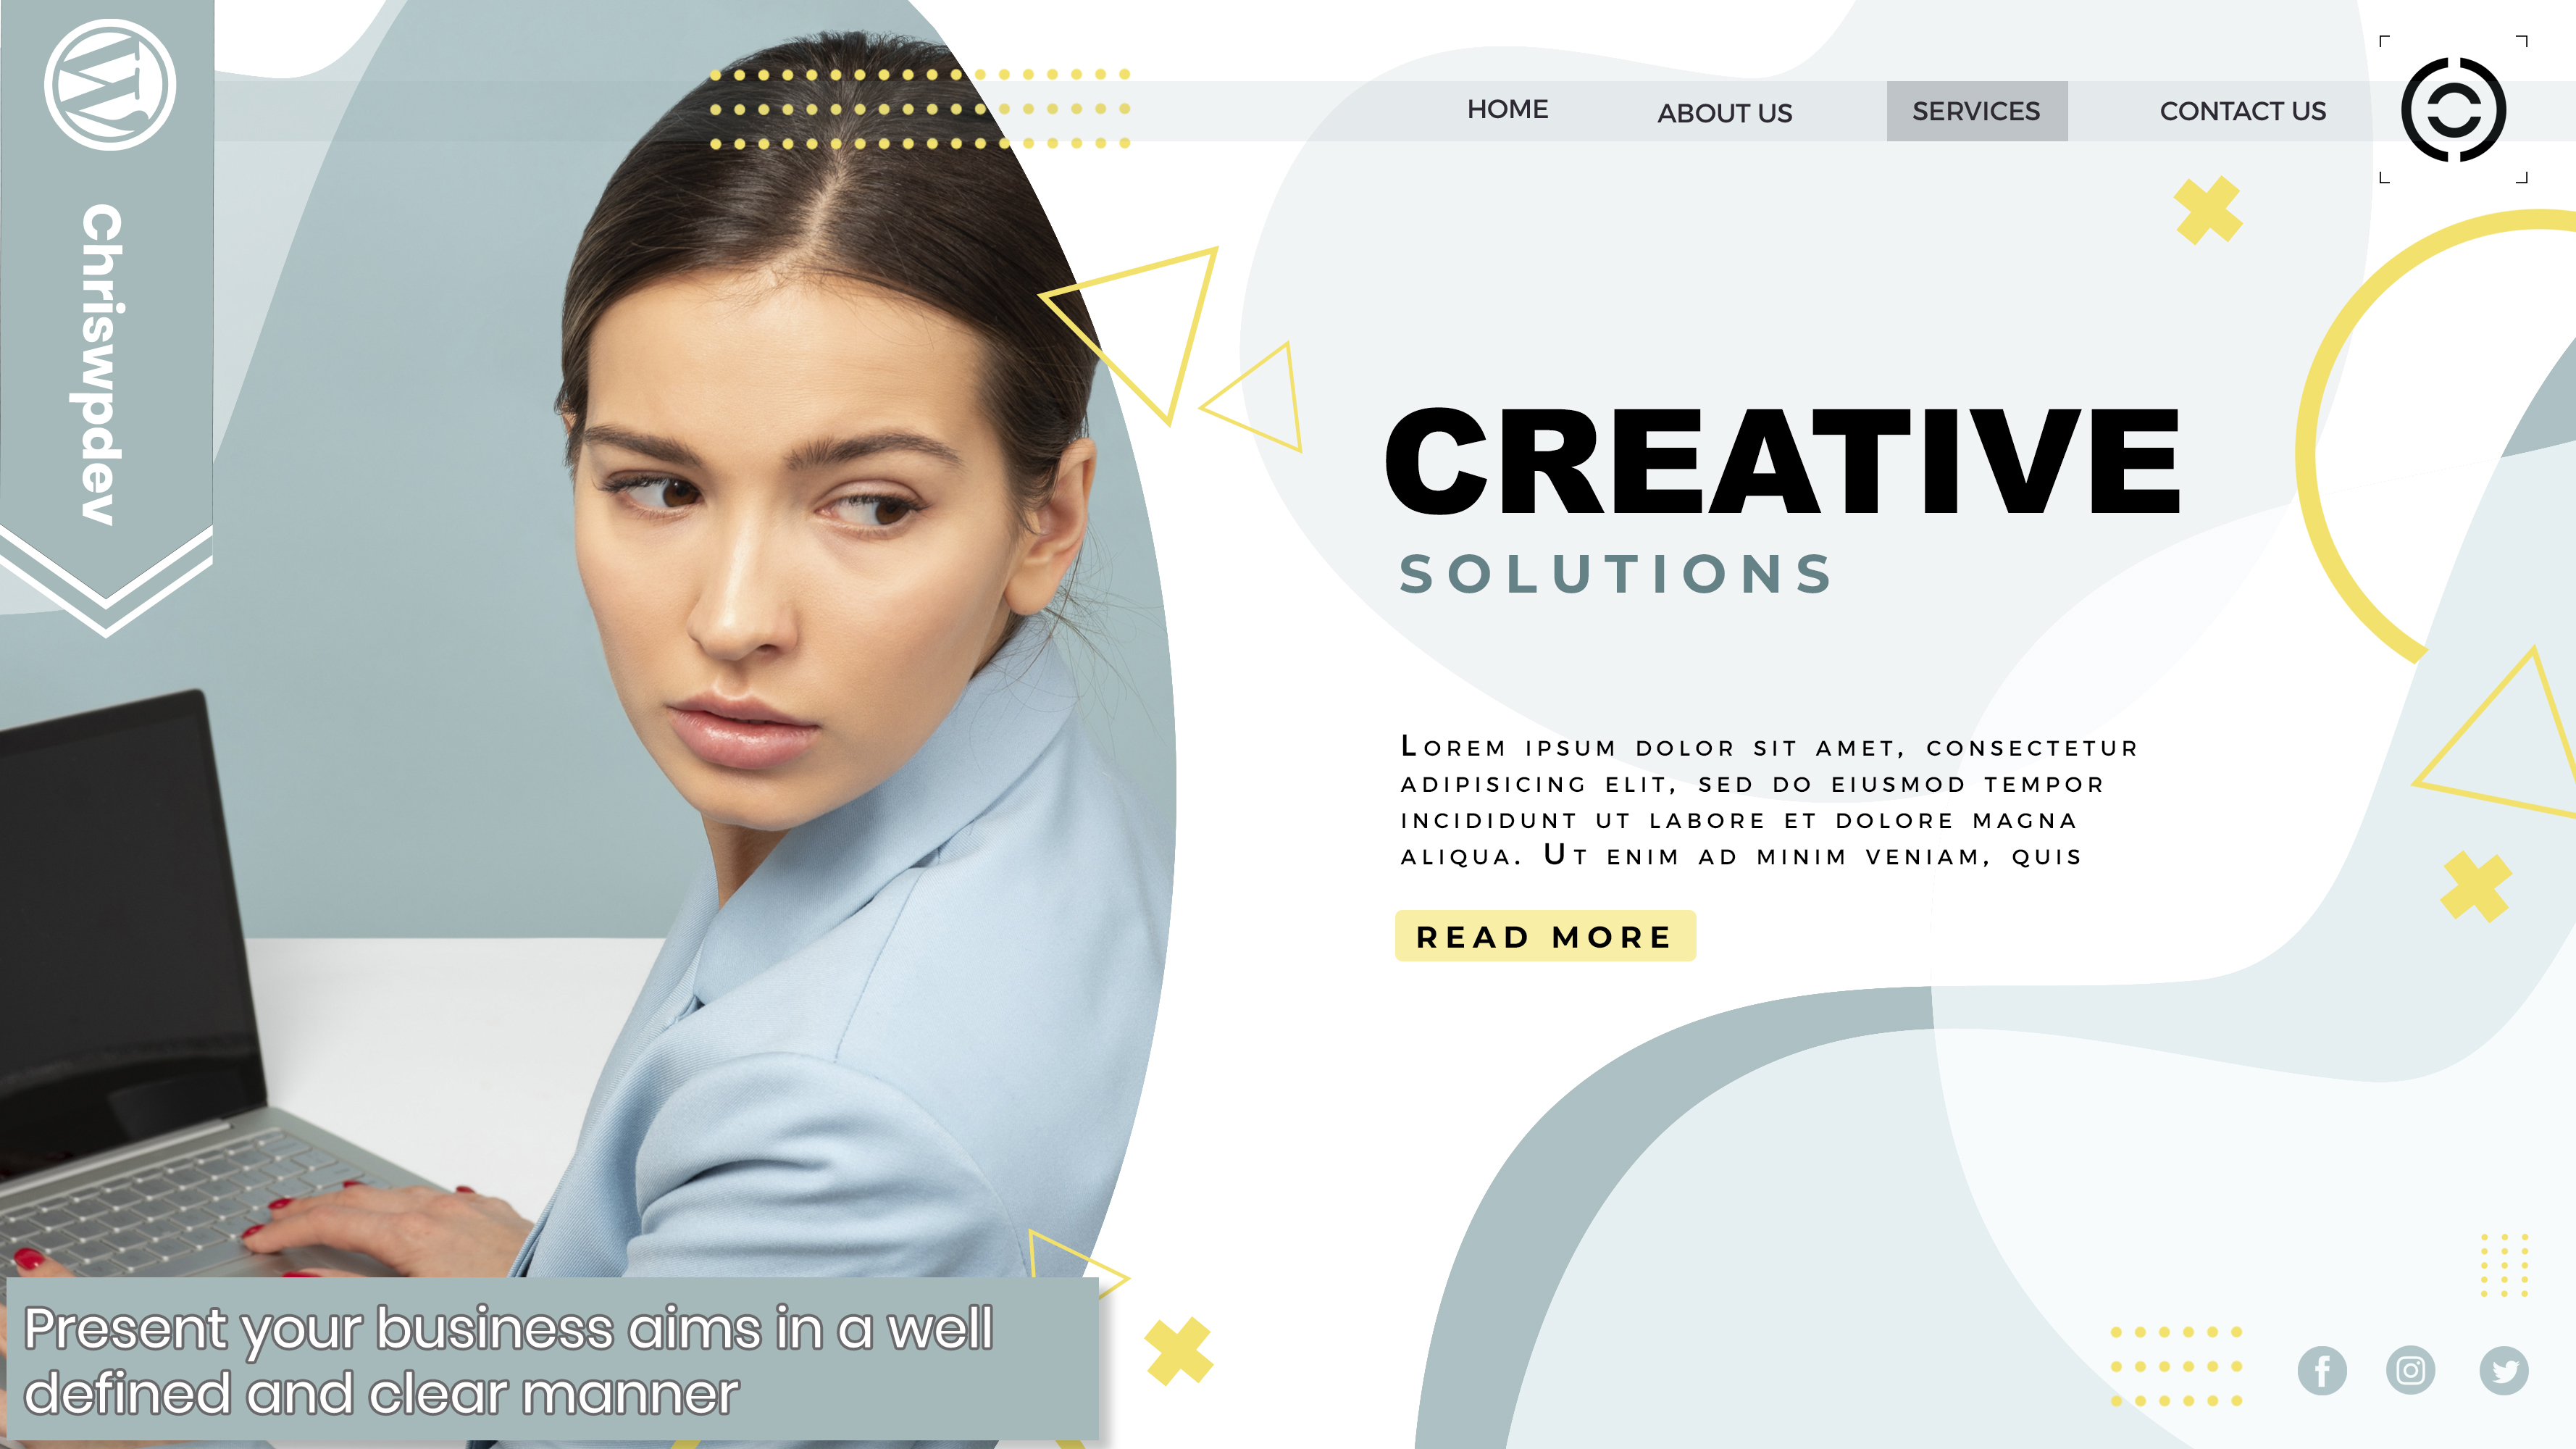 HOME
ABOUT US
SERVICES
CONTACT US
Chriswpdev
CREATIVE
SOLUTIONS
Lorem ipsum dolor sit amet, consectetur
adipisicing elit, sed do eiusmod tempor
incididunt ut labore et dolore magna
aliqua. Ut enim ad minim veniam, quis
READ MORE
Present your business aims in a well
defined and clear manner